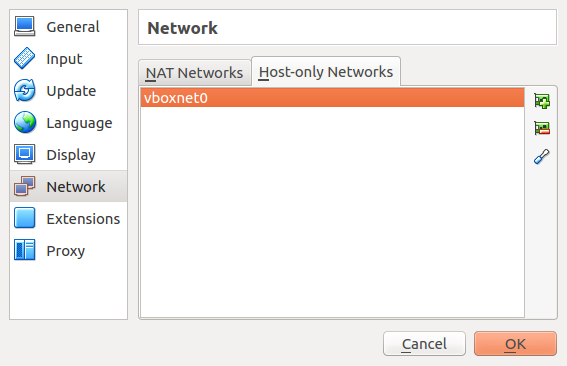 General
Input
Update
Language
Display
Network
Extensions
Proxy
Network
NAT Networks
Host-only Networks
vboxnet0
Cancel
OK